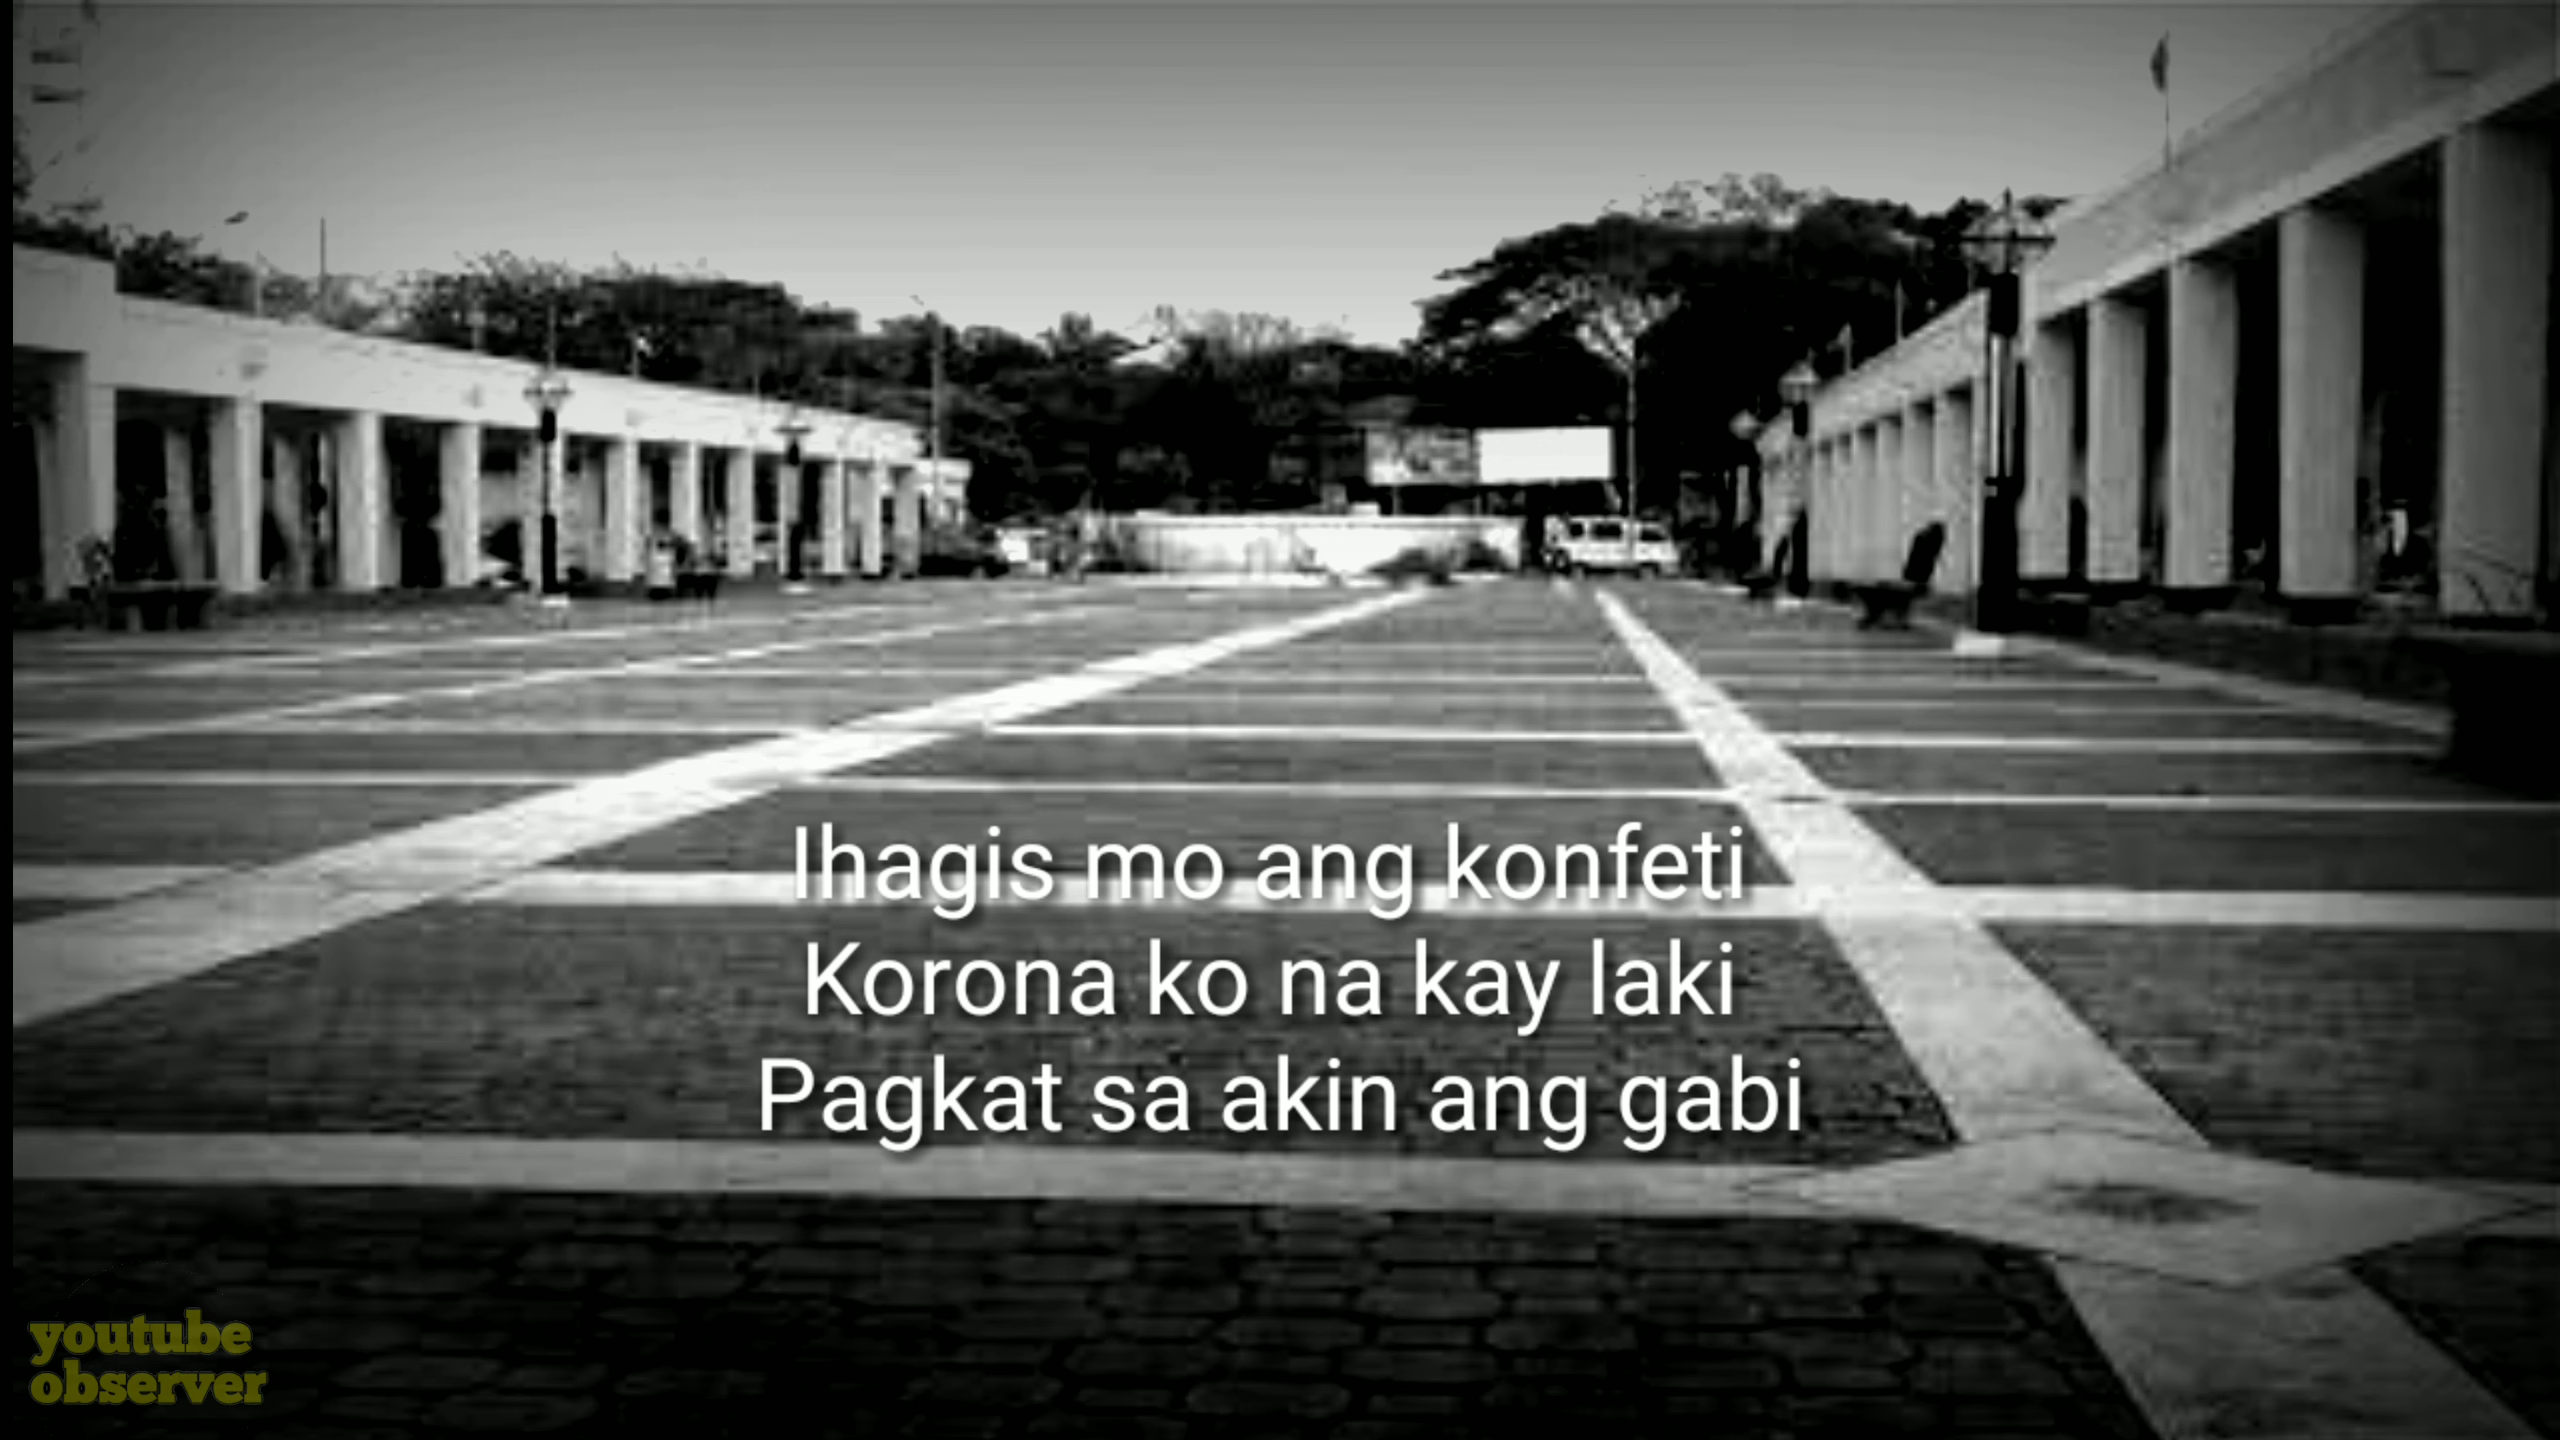 Ihagis mo ang konfeti
Korona ko na kay laki
Pagkat sa akin ang gabi
youtube
observer